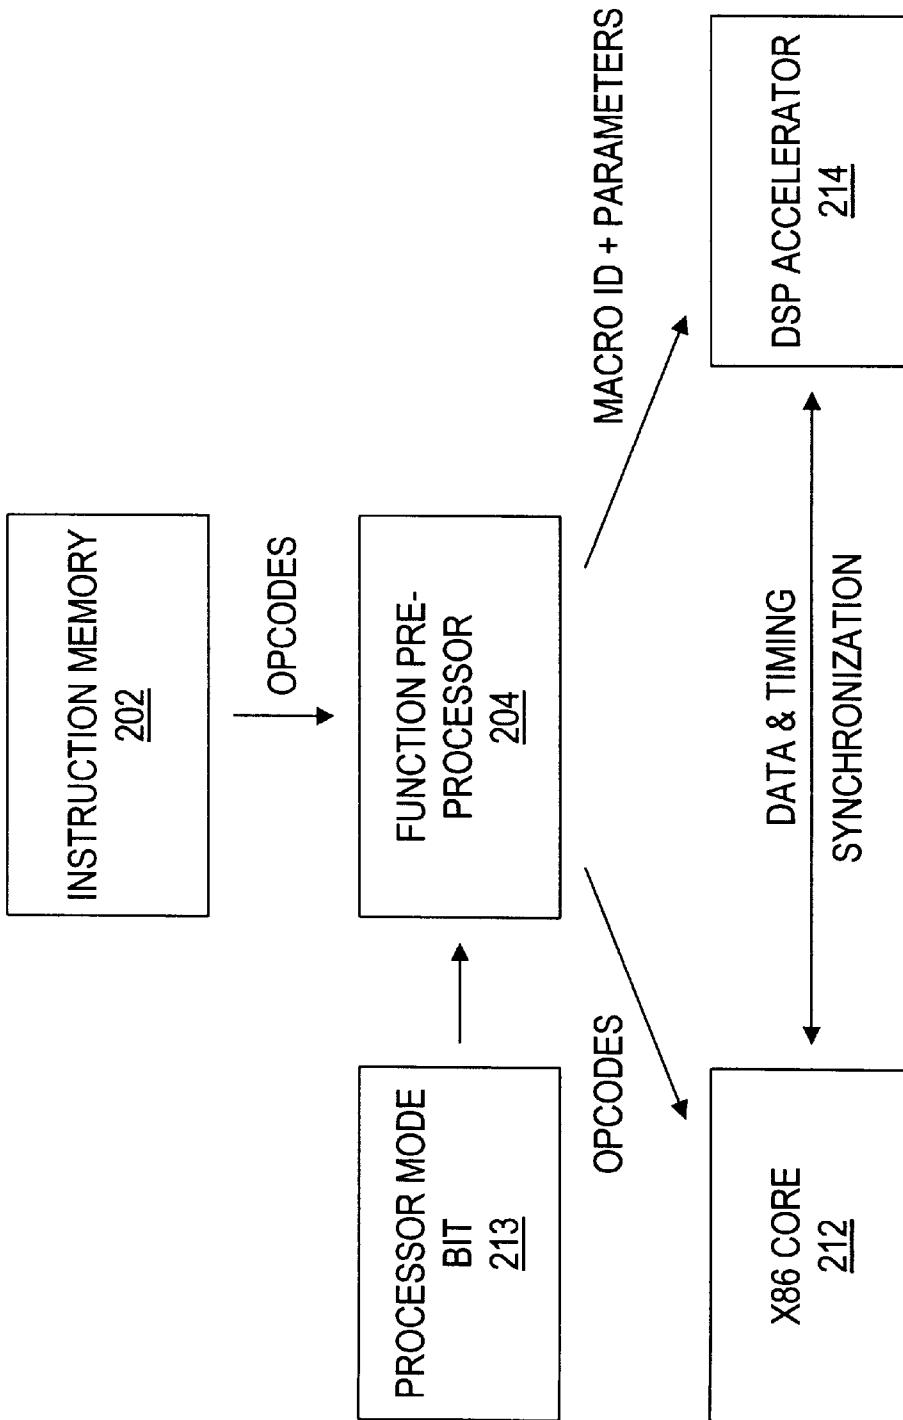 INSTRUCTION MEMORY
202
OPCODES
PROCESSOR MODE
BIT
213
FUNCTION PRE-
PROCESSOR
204
OPCODES
MACRO ID + PARAMETERS
X86 CORE
212
DATA & TIMING
SYNCHRONIZATION
DSP ACCELERATOR
214